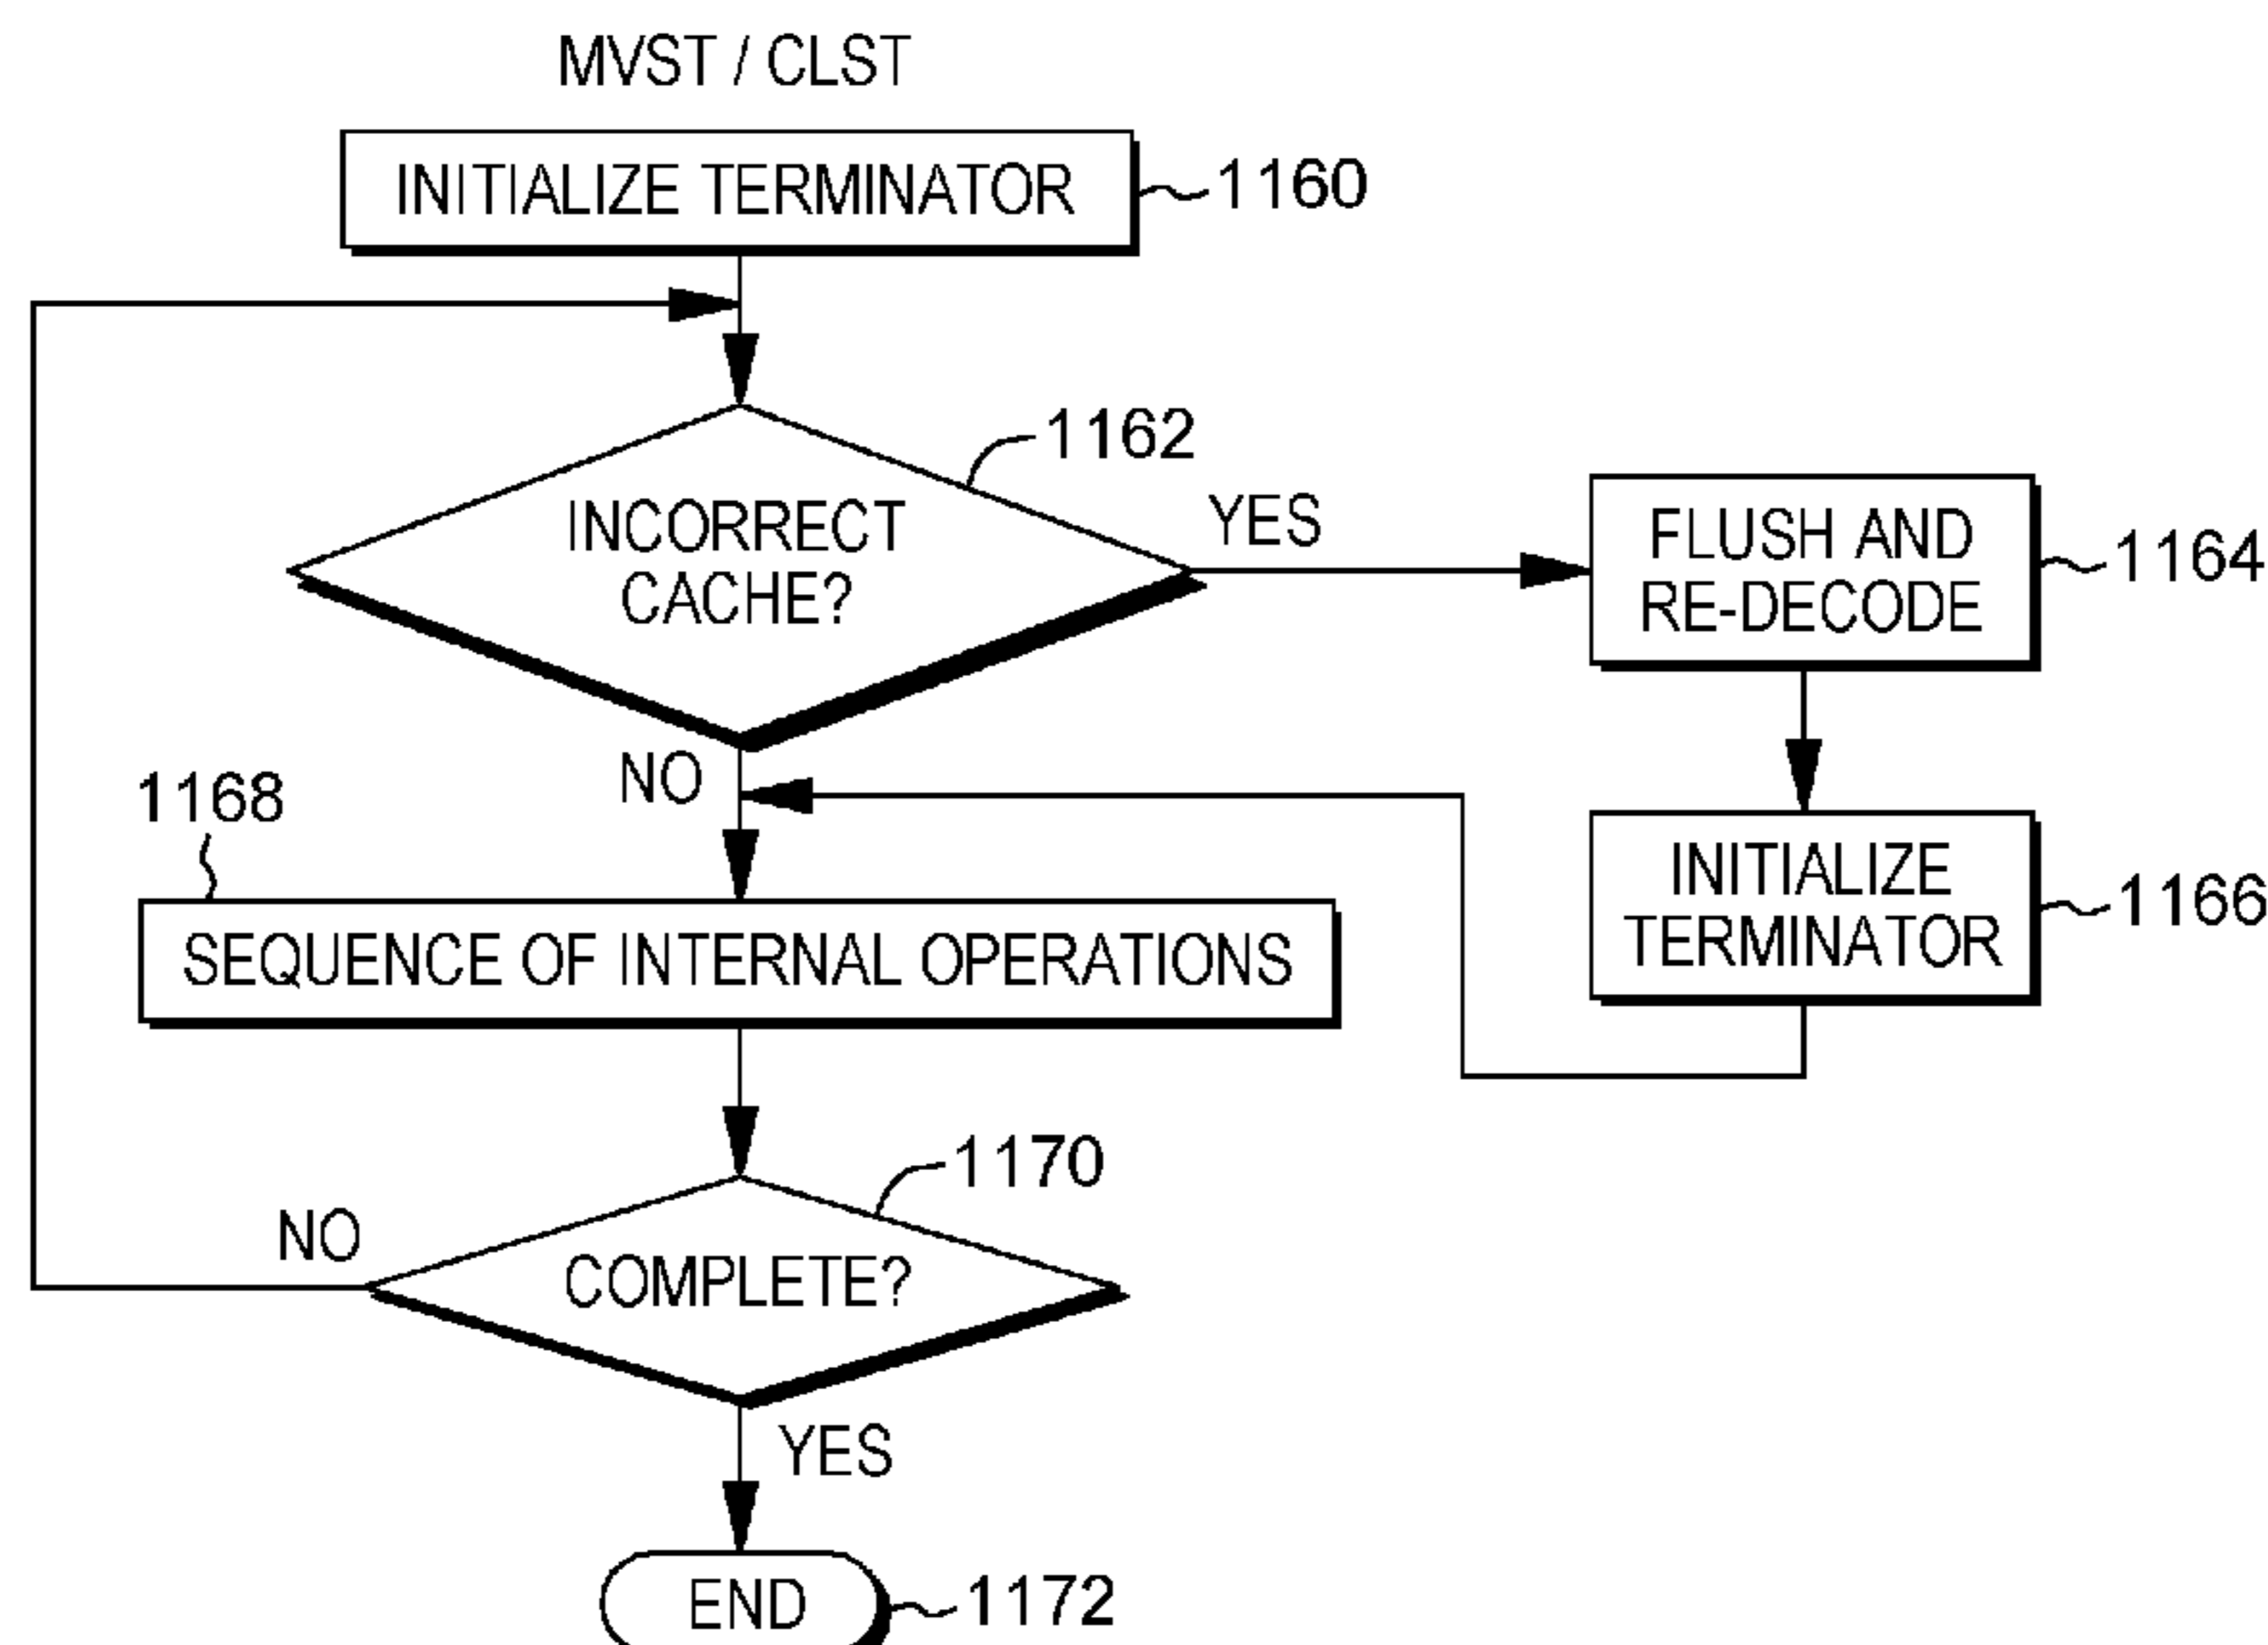 MVST / CLST
INITIALIZE TERMINATOR
1160
1162
INCORRECT
CACHE?
YES
FLUSH AND
RE-DECODE
1164
NO
INITIALIZE
TERMINATOR
1166
1168
SEQUENCE OF INTERNAL OPERATIONS
1170
NO
COMPLETE?
YES
END
1172